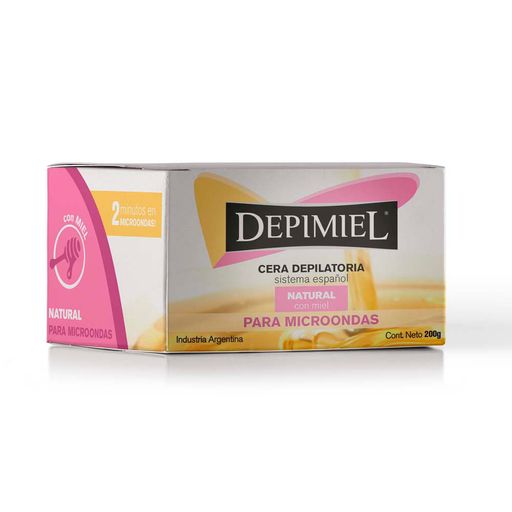 2 minutos en
MICROONDAS!
con MIEL
NATURAL
PARA MICROONDAS
DEPIMIEL®
CERA DEPILATORIA
sistema español
NATURAL
con miel
PARA MICROONDAS
Industria Argentina
Cont. Neto 200g